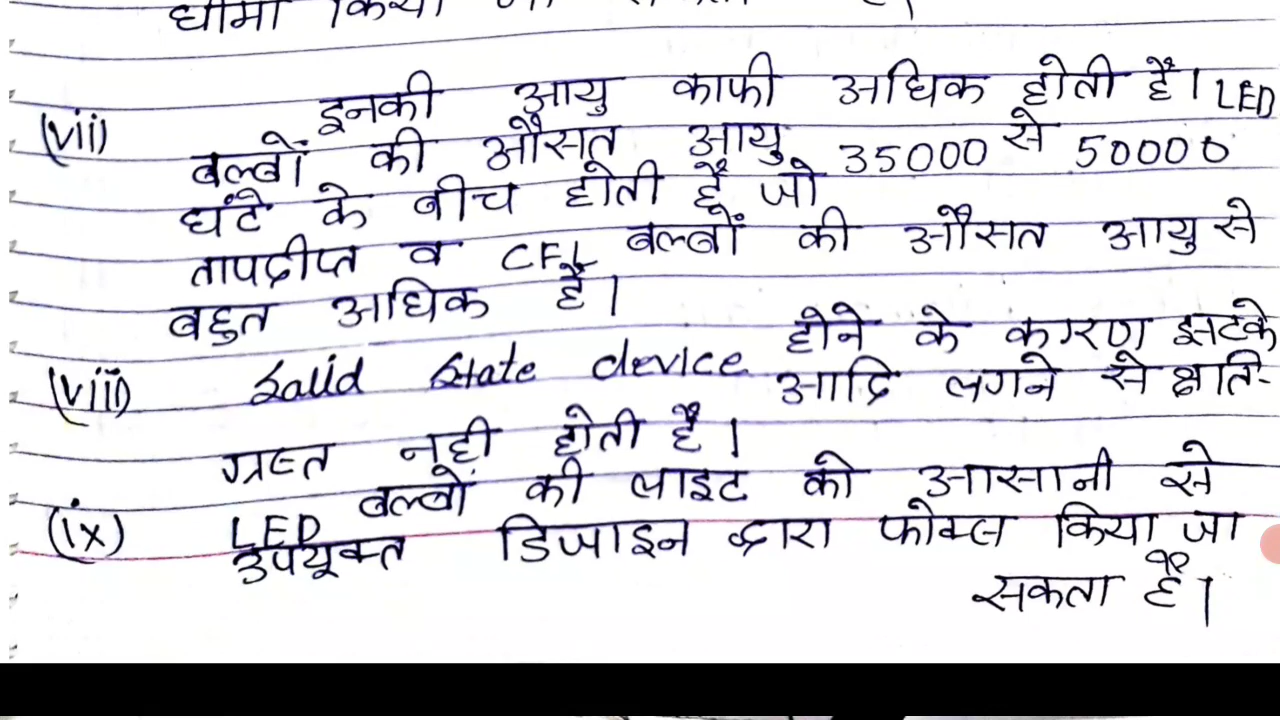 धीमा किया जा सकता है।
(vii) इनकी आयु काफी अधिक होती है। LED
बल्बों की औसत आयु 35000 से 50000
घंटे के बीच होती है जो
तापदीप्त व CFL बल्बों की औसत आयु से
बहुत अधिक है।
(viii) Solid State device होने के कारण झटके
आदि लगने से क्षति-
ग्रस्त नही होती है।
(ix) LED बल्बों की लाइट को आसानी से
उपयूक्त डिजाइन द्वारा फोक्स किया जा
सकता है।